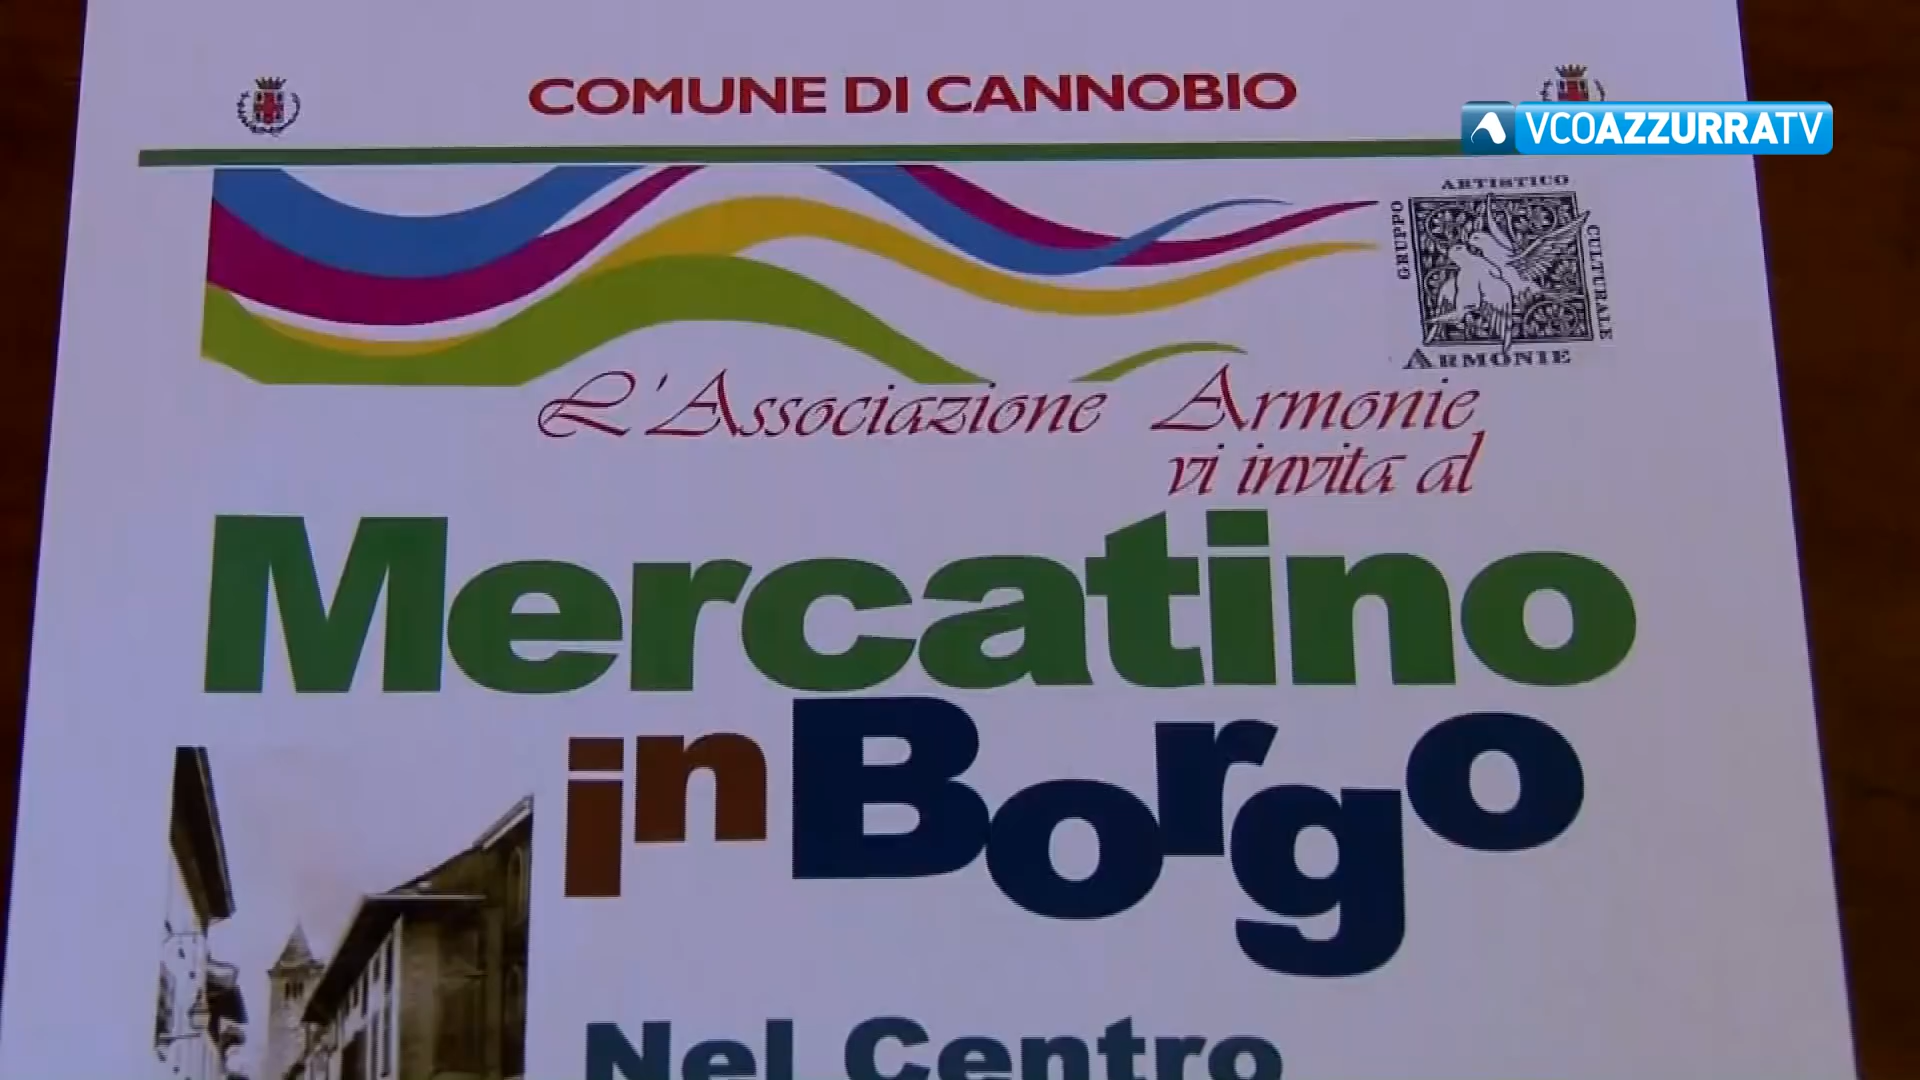 COMUNE DI CANNOBIO
VCOAZZURRATV
GRUPPO
ARTISTICO
CULTURALE
ARMONIE
L'Associazione Armonie
vi invita al
Mercatino
in Borgo
Nel Centro